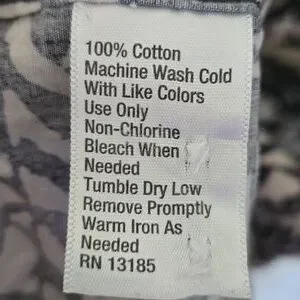 100% Cotton
Machine Wash Cold
With Like Colors
Use Only
Non-Chlorine
Bleach When
Needed
Tumble Dry Low
Remove Promptly
Warm Iron As
Needed
RN 13185